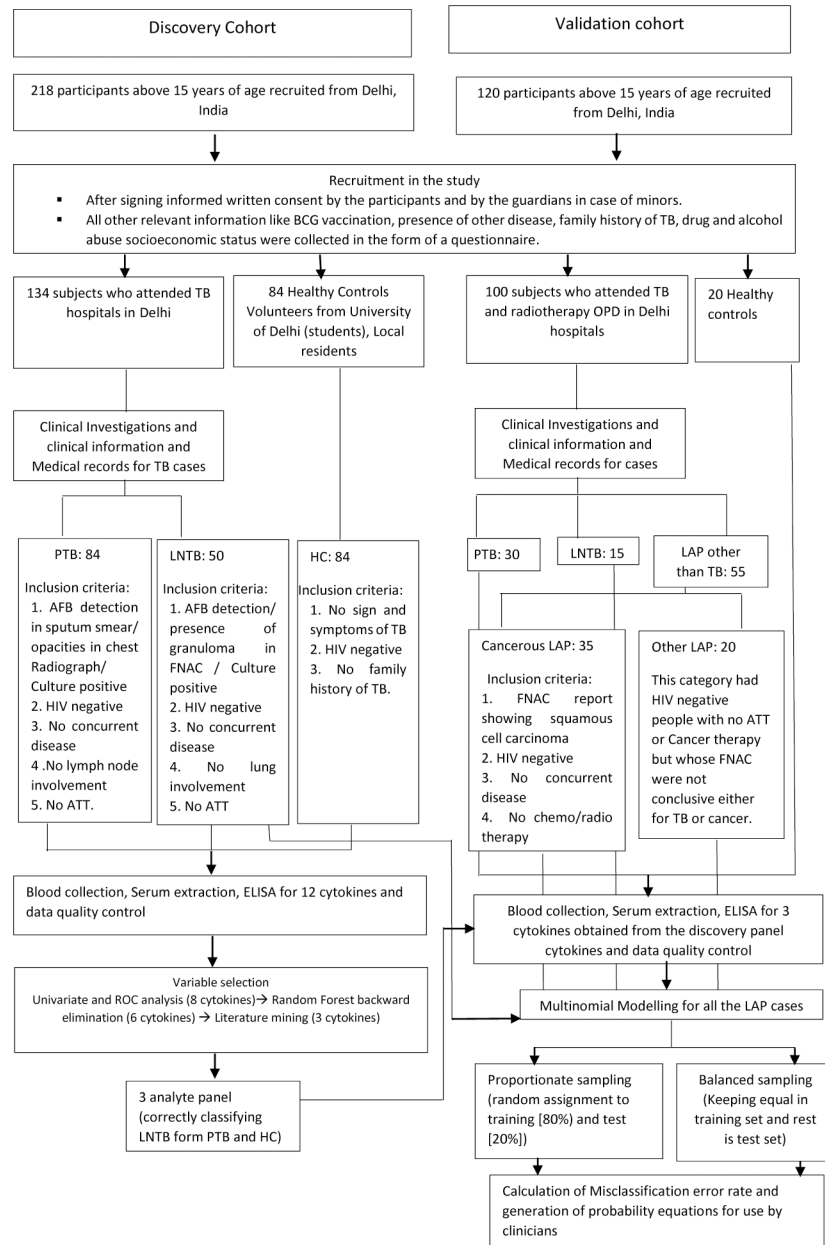 Discovery Cohort
Validation cohort
218 participants above 15 years of age recruited from Delhi,
India
120 participants above 15 years of age recruited
from Delhi, India
Recruitment in the study
▪ After signing informed written consent by the participants and by the guardians in case of minors.
▪ All other relevant information like BCG vaccination, presence of other disease, family history of TB, drug and alcohol
abuse socioeconomic status were collected in the form of a questionnaire.
134 subjects who attended TB
hospitals in Delhi
84 Healthy Controls
Volunteers from University
of Delhi (students), Local
residents
100 subjects who attended TB
and radiotherapy OPD in Delhi
hospitals
20 Healthy
controls
Clinical Investigations and
clinical information and
Medical records for TB cases
Clinical Investigations and
clinical information and
Medical records for cases
PTB: 84
Inclusion criteria:
1. AFB detection
in sputum smear/
opacities in chest
Radiograph/
Culture positive
2. HIV negative
3. No concurrent
disease
4 .No lymph node
involvement
5. No ATT.
LNTB: 50
Inclusion criteria:
1. AFB detection/
presence of
granuloma in
FNAC / Culture
positive
2. HIV negative
3. No concurrent
disease
4. No lung
involvement
5. No ATT
HC: 84
Inclusion criteria:
1. No sign and
symptoms of TB
2. HIV negative
3. No family
history of TB.
PTB: 30
LNTB: 15
LAP other
than TB: 55
Cancerous LAP: 35
Inclusion criteria:
1. FNAC report
showing squamous
cell carcinoma
2. HIV negative
3. No concurrent
disease
4. No chemo/radio
therapy
Other LAP: 20
This category had
HIV negative
people with no ATT
or Cancer therapy
but whose FNAC
were not
conclusive either
for TB or cancer.
Blood collection, Serum extraction, ELISA for 12 cytokines and
data quality control
Blood collection, Serum extraction, ELISA for 3
cytokines obtained from the discovery panel
cytokines and data quality control
Variable selection
Univariate and ROC analysis (8 cytokines)→ Random Forest backward
elimination (6 cytokines) → Literature mining (3 cytokines)
Multinomial Modelling for all the LAP cases
3 analyte panel
(correctly classifying
LNTB form PTB and HC)
Proportionate sampling
(random assignment to
training [80%) and test
[20%])
Balanced sampling
(Keeping equal in
training set and rest
is test set)
Calculation of Misclassification error rate and
generation of probability equations for use by
clinicians